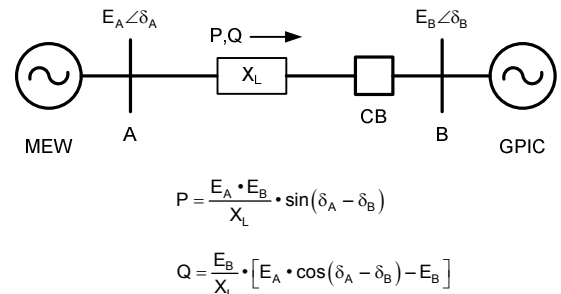 E_A∠δ_A
E_B∠δ_B
P,Q
X_L
CB
A
B
MEW
GPIC
P = E_A • E_B / X_L • sin(δ_A − δ_B)
Q = E_B / X_L • [E_A • cos(δ_A − δ_B) − E_B]